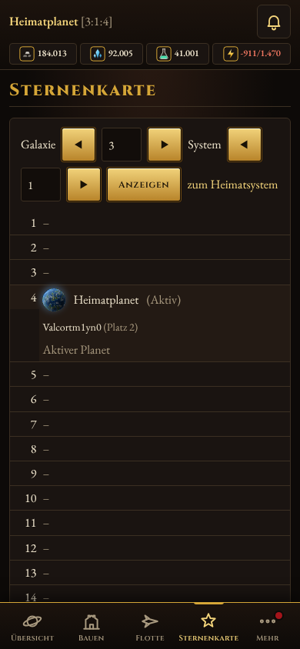 Heimatplanet [3:1:4]
184.013 92.005 41.001 -911/1.470
STERNENKARTE
Galaxie ◄ 3 ► System ◄
1 ► ANZEIGEN zum Heimatsystem
1 –
2 –
3 –
4 Heimatplanet (Aktiv)
Valcortm1yn0 (Platz 2)
Aktiver Planet
5 –
6 –
7 –
8 –
9 –
10 –
11 –
12 –
13 –
14 –
ÜBERSICHT BAUEN FLOTTE STERNENKARTE MEHR